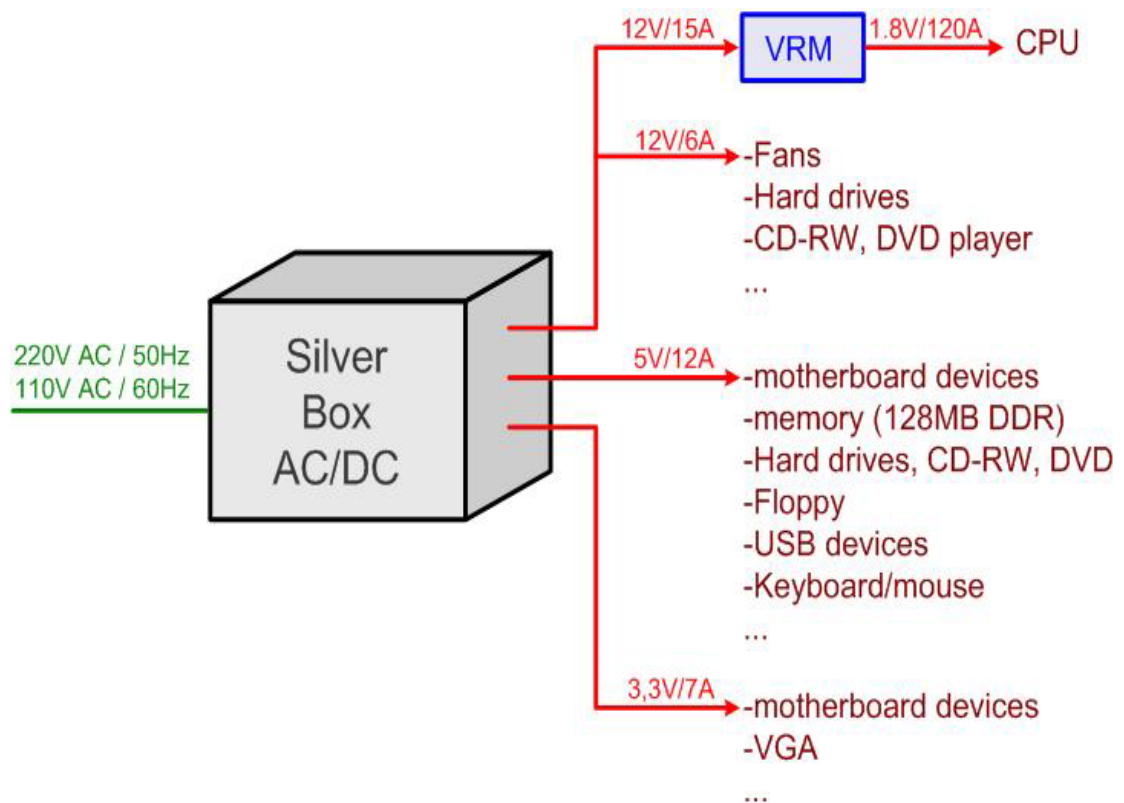 220V AC / 50Hz
110V AC / 60Hz
Silver
Box
AC/DC
12V/15A
VRM
1.8V/120A
CPU
12V/6A
-Fans
-Hard drives
-CD-RW, DVD player
...
5V/12A
-motherboard devices
-memory (128MB DDR)
-Hard drives, CD-RW, DVD
-Floppy
-USB devices
-Keyboard/mouse
...
3,3V/7A
-motherboard devices
-VGA
...